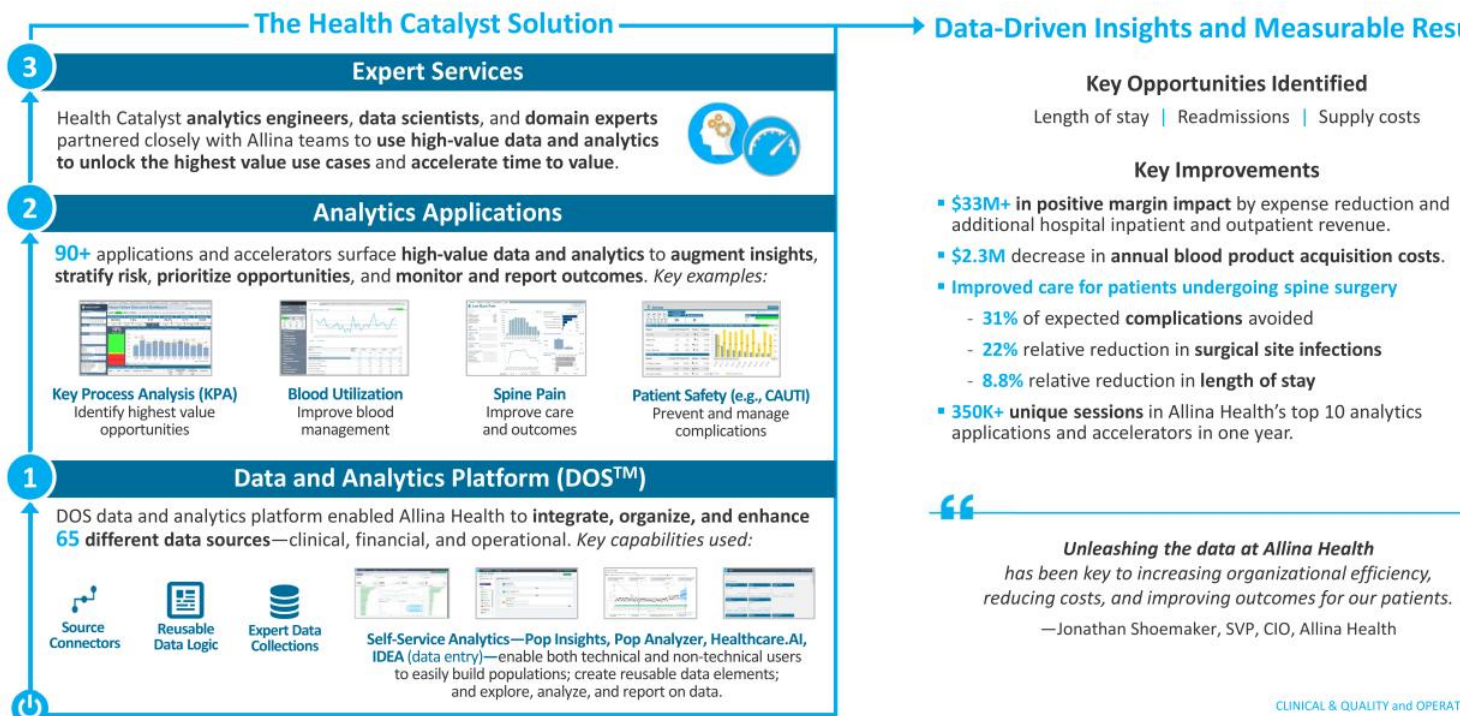 The Health Catalyst Solution
3
Expert Services
Health Catalyst analytics engineers, data scientists, and domain experts
partnered closely with Allina teams to use high-value data and analytics
to unlock the highest value use cases and accelerate time to value.
2
Analytics Applications
90+ applications and accelerators surface high-value data and analytics to augment insights,
stratify risk, prioritize opportunities, and monitor and report outcomes. Key examples:
Key Process Analysis (KPA)
Identify highest value
opportunities
Blood Utilization
Improve blood
management
Spine Pain
Improve care
and outcomes
Patient Safety (e.g., CAUTI)
Prevent and manage
complications
1
Data and Analytics Platform (DOS™)
DOS data and analytics platform enabled Allina Health to integrate, organize, and enhance
65 different data sources—clinical, financial, and operational. Key capabilities used:
Source
Connectors
Reusable
Data Logic
Expert Data
Collections
Self-Service Analytics—Pop Insights, Pop Analyzer, Healthcare.AI,
IDEA (data entry)—enable both technical and non-technical users
to easily build populations; create reusable data elements;
and explore, analyze, and report on data.
Data-Driven Insights and Measurable Resu
Key Opportunities Identified
Length of stay | Readmissions | Supply costs
Key Improvements
▪ $33M+ in positive margin impact by expense reduction and
additional hospital inpatient and outpatient revenue.
▪ $2.3M decrease in annual blood product acquisition costs.
▪ Improved care for patients undergoing spine surgery
- 31% of expected complications avoided
- 22% relative reduction in surgical site infections
- 8.8% relative reduction in length of stay
▪ 350K+ unique sessions in Allina Health's top 10 analytics
applications and accelerators in one year.
“
Unleashing the data at Allina Health
has been key to increasing organizational efficiency,
reducing costs, and improving outcomes for our patients.
—Jonathan Shoemaker, SVP, CIO, Allina Health
CLINICAL & QUALITY and OPERAT